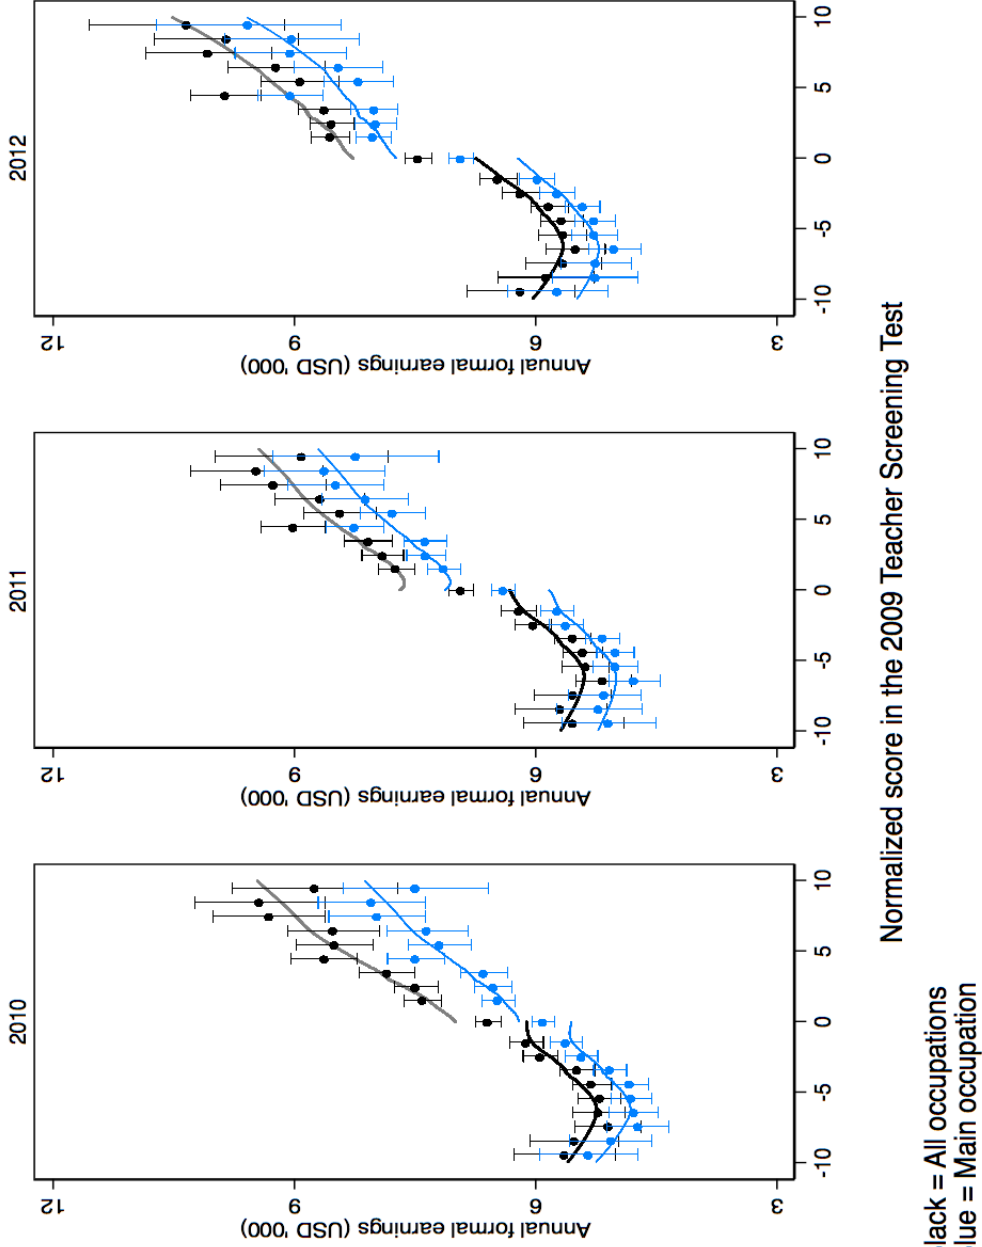 2010
2011
2012
Annual formal earnings (USD '000)
12
9
6
3
-10 -5 0 5 10
Annual formal earnings (USD '000)
12
9
6
3
-10 -5 0 5 10
Annual formal earnings (USD '000)
12
9
6
3
-10 -5 0 5 10
Normalized score in the 2009 Teacher Screening Test
lack = All occupations
lue = Main occupation